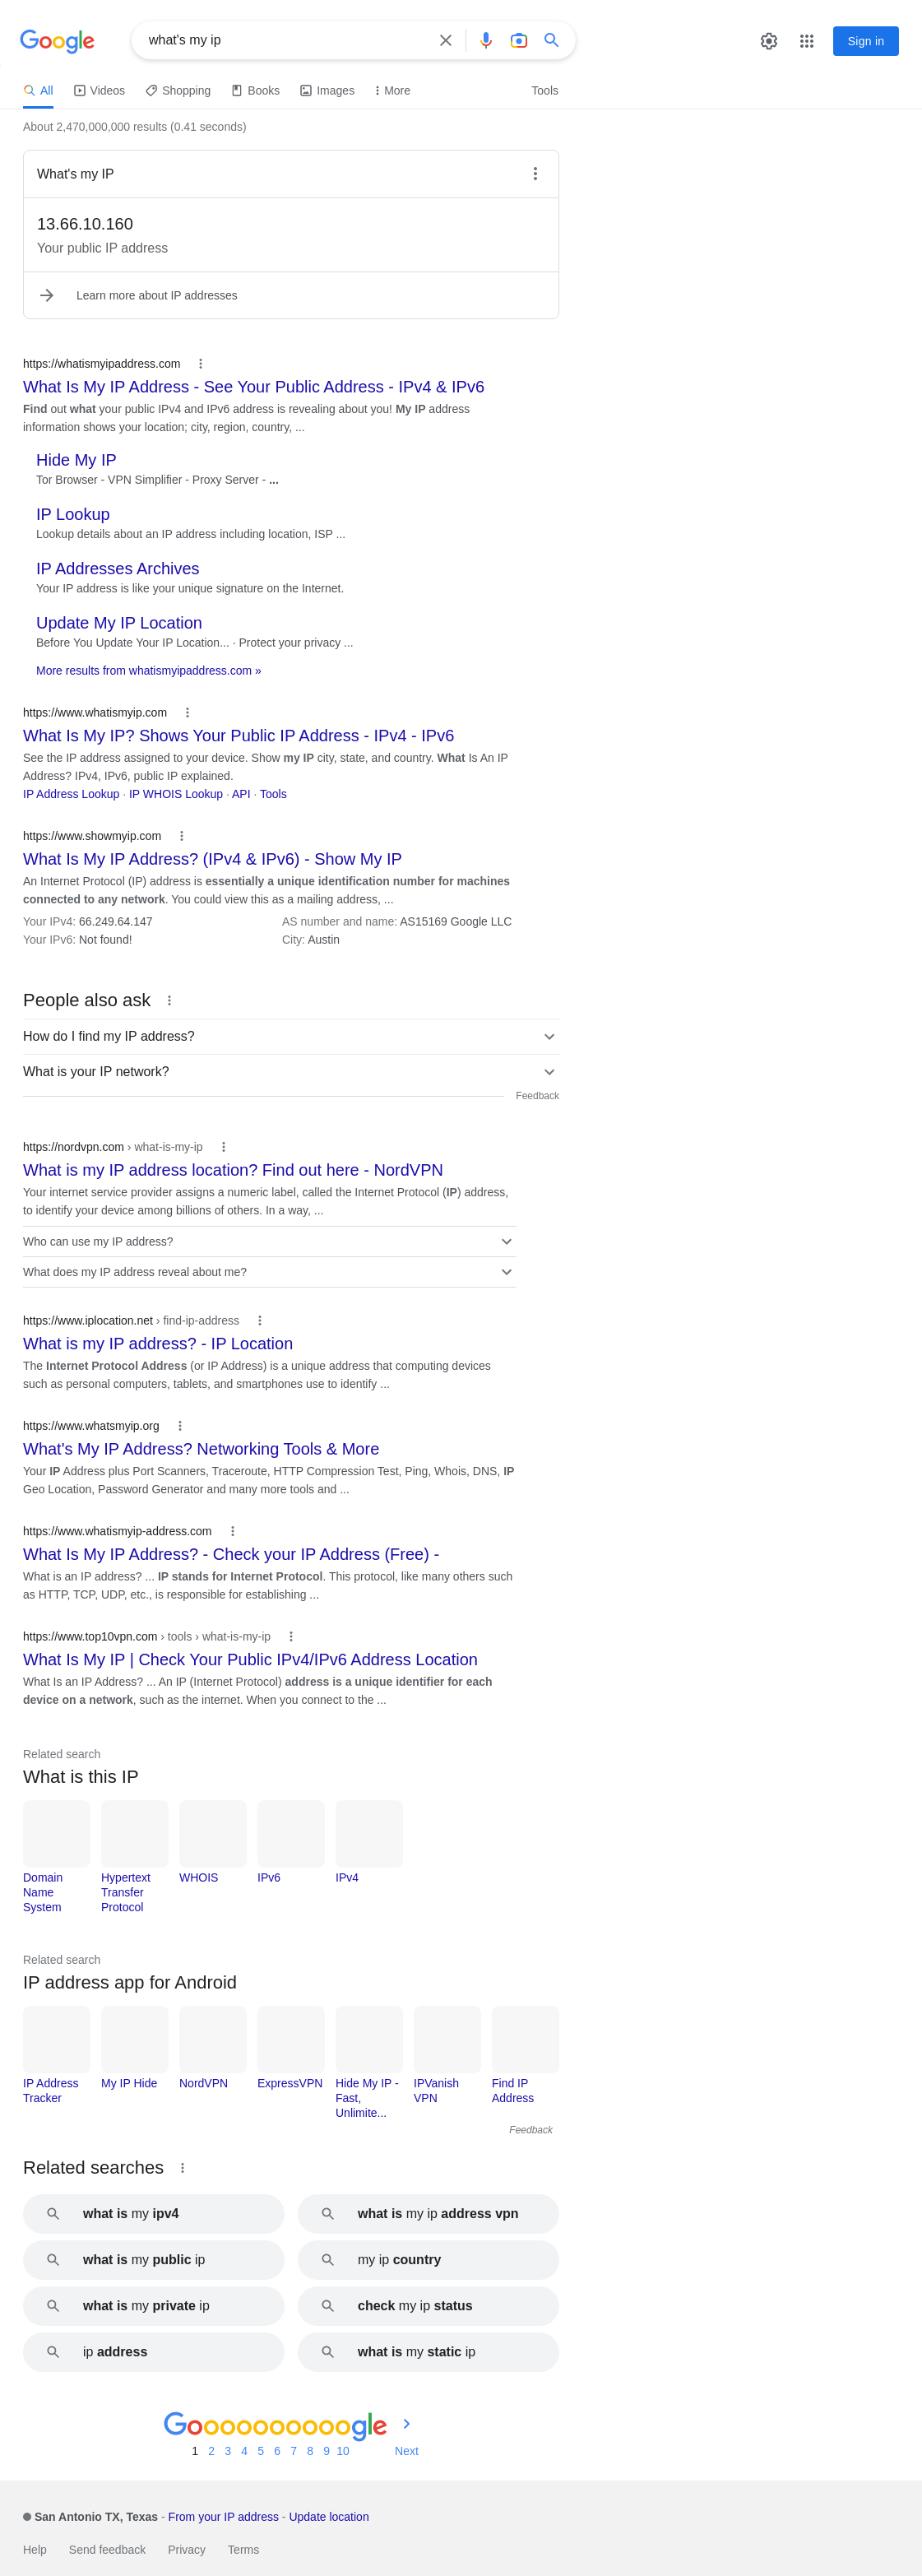 Google
what's my ip
Sign in
All
Videos
Shopping
Books
Images
More
Tools
About 2,470,000,000 results (0.41 seconds)
What's my IP
13.66.10.160
Your public IP address
Learn more about IP addresses
https://whatismyipaddress.com
What Is My IP Address - See Your Public Address - IPv4 & IPv6
Find out what your public IPv4 and IPv6 address is revealing about you! My IP address
information shows your location; city, region, country, ...
Hide My IP
Tor Browser - VPN Simplifier - Proxy Server - ...
IP Lookup
Lookup details about an IP address including location, ISP ...
IP Addresses Archives
Your IP address is like your unique signature on the Internet.
Update My IP Location
Before You Update Your IP Location... · Protect your privacy ...
More results from whatismyipaddress.com »
https://www.whatismyip.com
What Is My IP? Shows Your Public IP Address - IPv4 - IPv6
See the IP address assigned to your device. Show my IP city, state, and country. What Is An IP
Address? IPv4, IPv6, public IP explained.
IP Address Lookup · IP WHOIS Lookup · API · Tools
https://www.showmyip.com
What Is My IP Address? (IPv4 & IPv6) - Show My IP
An Internet Protocol (IP) address is essentially a unique identification number for machines
connected to any network. You could view this as a mailing address, ...
Your IPv4: 66.249.64.147
AS number and name: AS15169 Google LLC
Your IPv6: Not found!
City: Austin
People also ask
How do I find my IP address?
What is your IP network?
Feedback
https://nordvpn.com › what-is-my-ip
What is my IP address location? Find out here - NordVPN
Your internet service provider assigns a numeric label, called the Internet Protocol (IP) address,
to identify your device among billions of others. In a way, ...
Who can use my IP address?
What does my IP address reveal about me?
https://www.iplocation.net › find-ip-address
What is my IP address? - IP Location
The Internet Protocol Address (or IP Address) is a unique address that computing devices
such as personal computers, tablets, and smartphones use to identify ...
https://www.whatsmyip.org
What's My IP Address? Networking Tools & More
Your IP Address plus Port Scanners, Traceroute, HTTP Compression Test, Ping, Whois, DNS, IP
Geo Location, Password Generator and many more tools and ...
https://www.whatismyip-address.com
What Is My IP Address? - Check your IP Address (Free) -
What is an IP address? ... IP stands for Internet Protocol. This protocol, like many others such
as HTTP, TCP, UDP, etc., is responsible for establishing ...
https://www.top10vpn.com › tools › what-is-my-ip
What Is My IP | Check Your Public IPv4/IPv6 Address Location
What Is an IP Address? ... An IP (Internet Protocol) address is a unique identifier for each
device on a network, such as the internet. When you connect to the ...
Related search
What is this IP
Domain
Name
System
Hypertext
Transfer
Protocol
WHOIS
IPv6
IPv4
Related search
IP address app for Android
IP Address
Tracker
My IP Hide
NordVPN
ExpressVPN
Hide My IP -
Fast,
Unlimite...
IPVanish
VPN
Find IP
Address
Feedback
Related searches
what is my ipv4
what is my ip address vpn
what is my public ip
my ip country
what is my private ip
check my ip status
ip address
what is my static ip
Goooooooooogle
1 2 3 4 5 6 7 8 9 10 Next
San Antonio TX, Texas - From your IP address - Update location
Help
Send feedback
Privacy
Terms